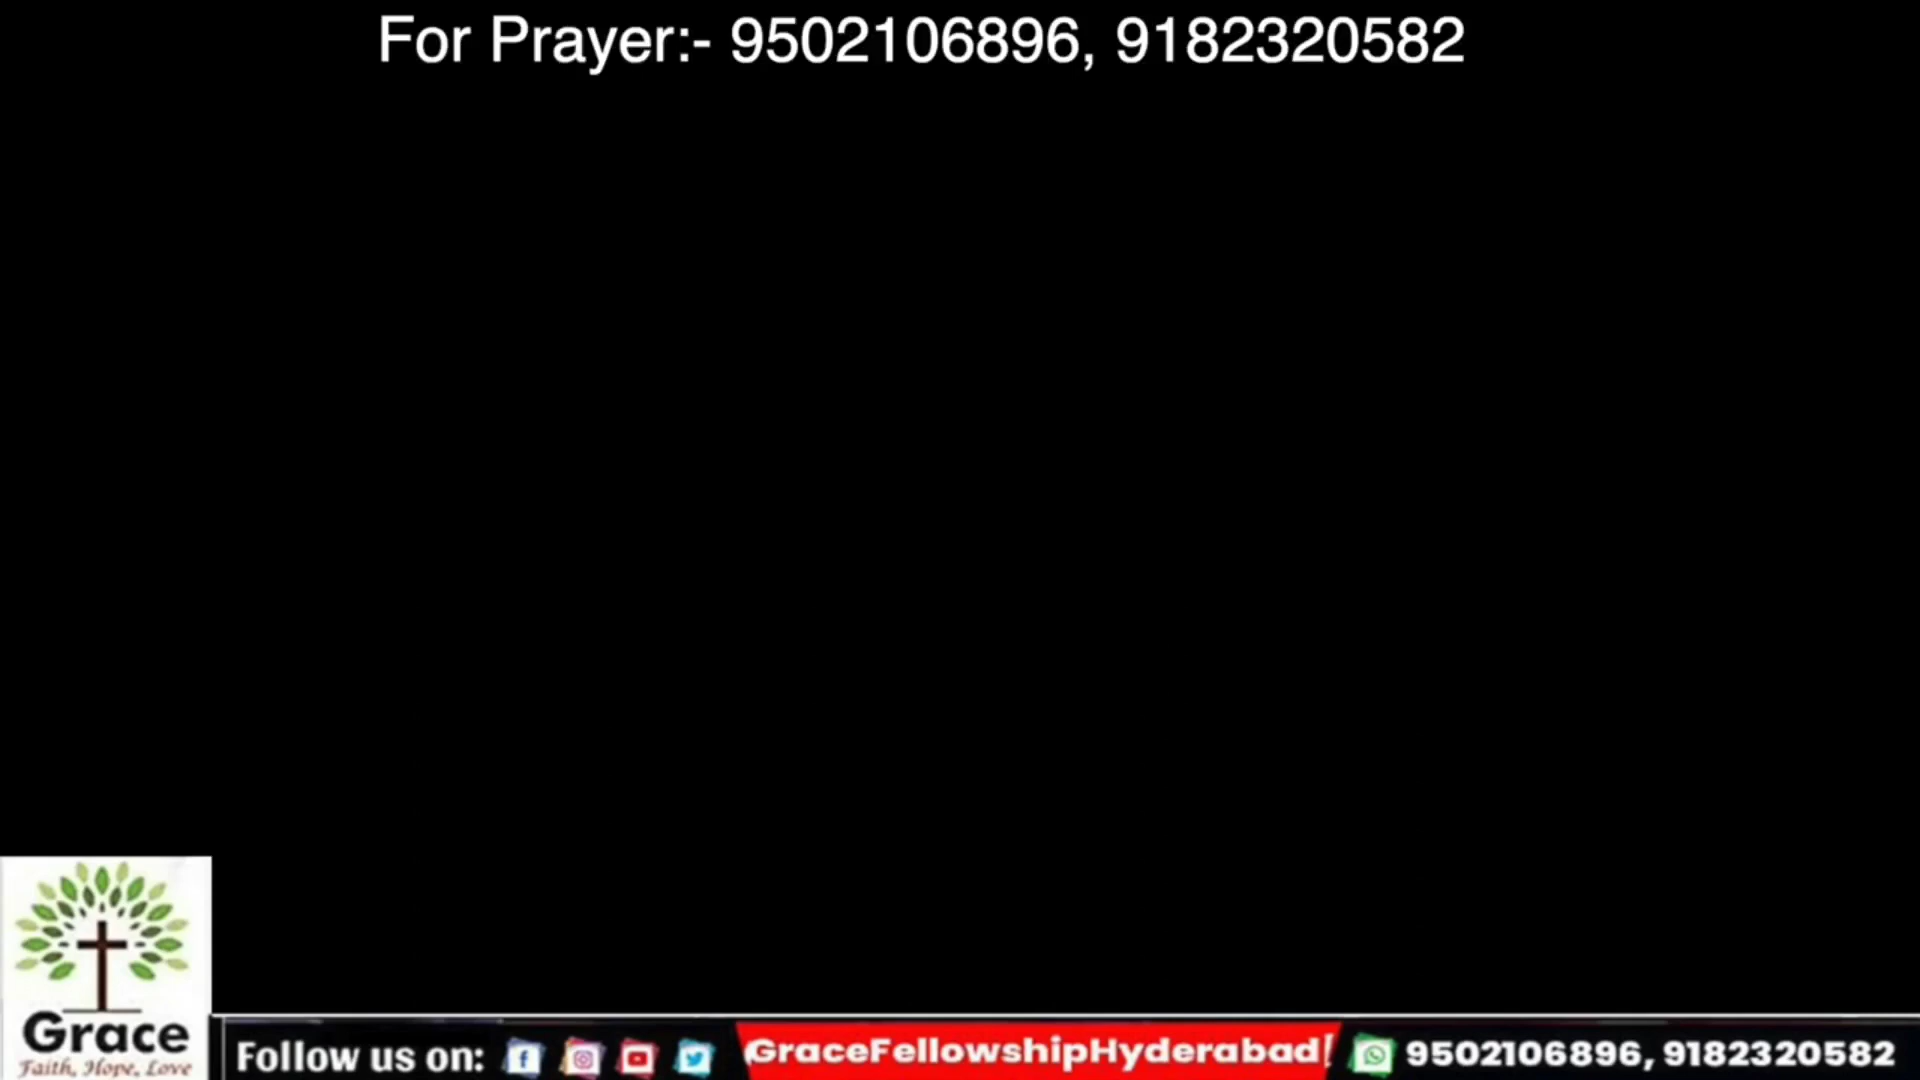 For Prayer:- 9502106896, 9182320582
Grace
Faith, Hope, Love
Follow us on:
GraceFellowshipHyderabad
9502106896, 9182320582